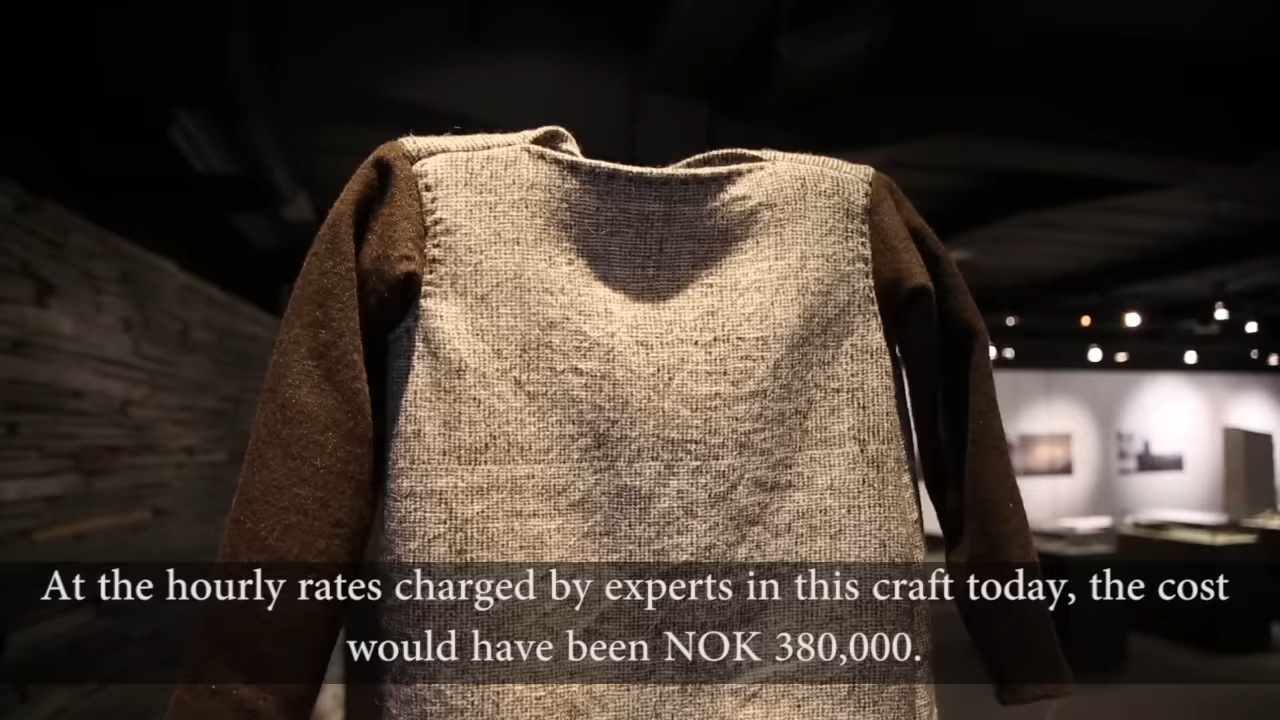 At the hourly rates charged by experts in this craft today, the cost
would have been NOK 380,000.